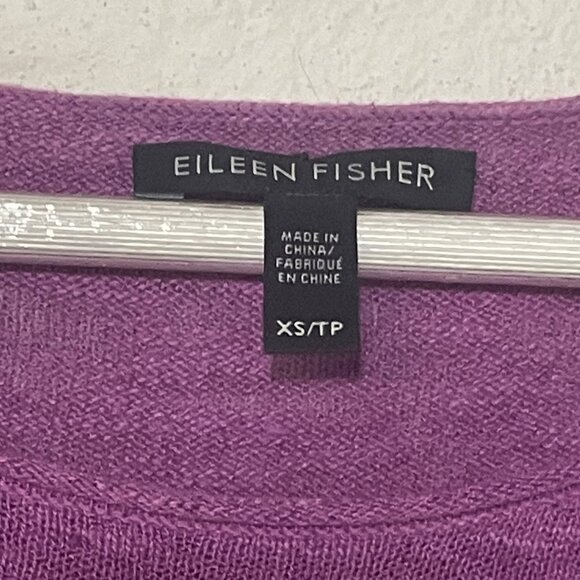 EILEEN FISHER
MADE IN
CHINA/
FABRIQUÉ
EN CHINE
XS/TP